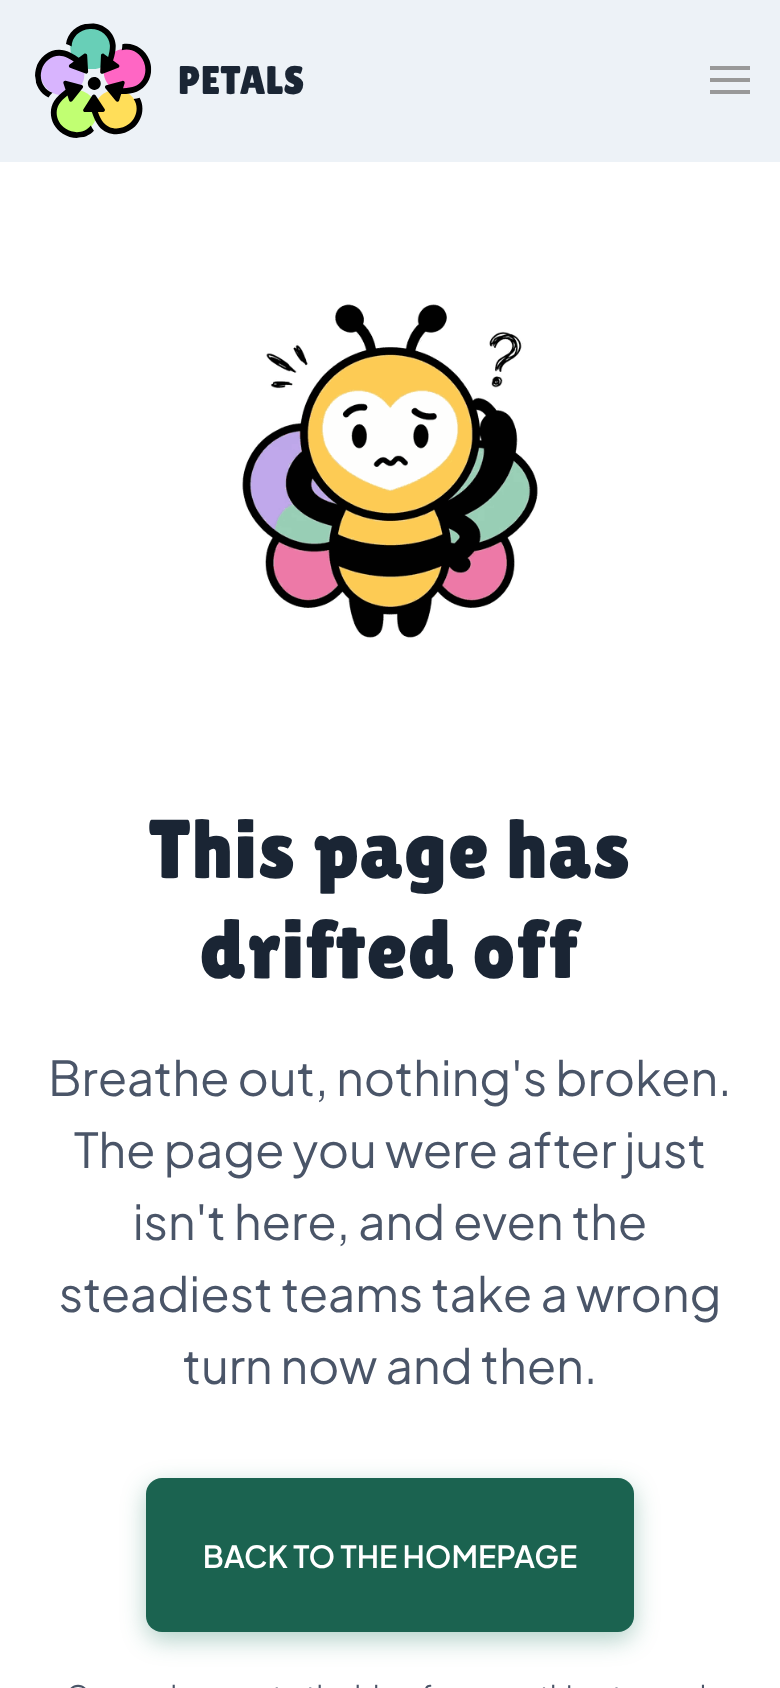 PETALS
?
This page has
drifted off
Breathe out, nothing's broken.
The page you were after just
isn't here, and even the
steadiest teams take a wrong
turn now and then.
BACK TO THE HOMEPAGE